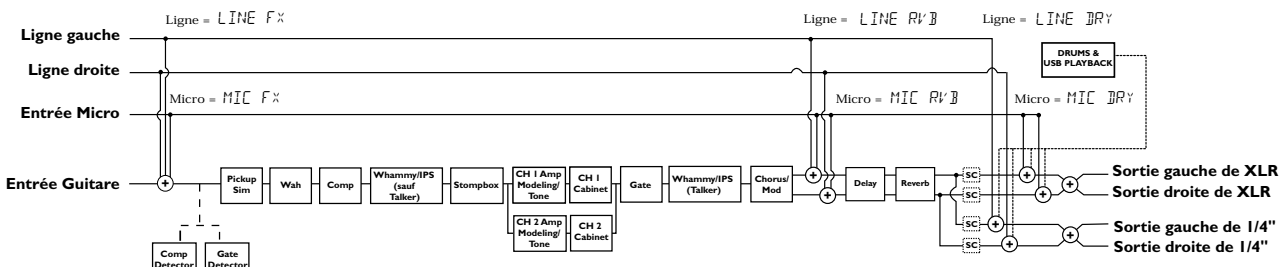 Ligne = LINE FX
Ligne = LINE RVB
Ligne = LINE DRY
Ligne gauche
DRUMS &
USB PLAYBACK
Ligne droite
Micro = MIC FX
Micro = MIC RVB
Micro = MIC DRY
Entrée Micro
Entrée Guitare
Pickup
Sim
Wah
Comp
Whammy/IPS
(sauf
Talker)
Stompbox
CH 1 Amp
Modeling/
Tone
CH 1
Cabinet
Gate
Whammy/IPS
(Talker)
Chorus/
Mod
Delay
Reverb
SC
SC
SC
SC
Sortie gauche de XLR
Sortie droite de XLR
Sortie gauche de 1/4"
Sortie droite de 1/4"
CH 2 Amp
Modeling/
Tone
CH 2
Cabinet
Comp
Detector
Gate
Detector